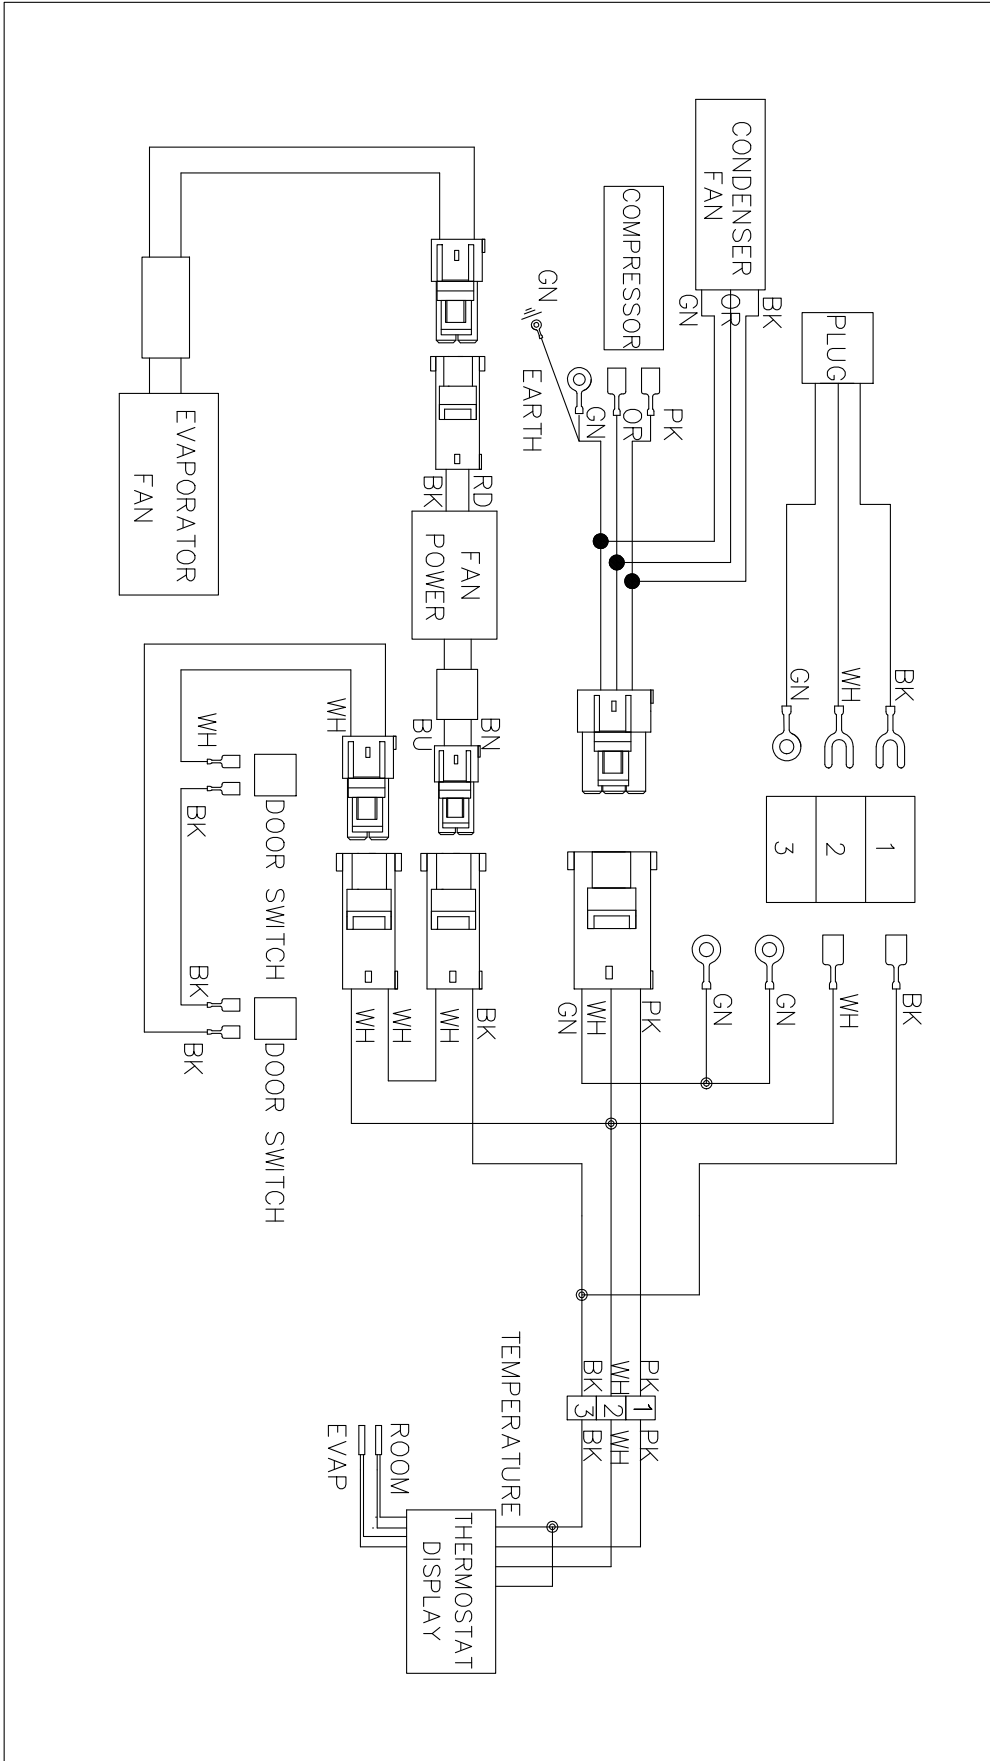 CONDENSER
FAN
BK
OR
GN
COMPRESSOR
PK
OR
GN
GN
EARTH
PLUG
BK
WH
GN
1
2
3
BK
WH
GN
GN
EVAPORATOR
FAN
RD
BK
FAN
POWER
BN
BU
WH
WH
BK
DOOR SWITCH
BK
BK
DOOR SWITCH
WH
WH
WH
BK
GN
WH
PK
PK
WH
BK
1
2
3
PK
WH
BK
TEMPERATURE
ROOM
EVAP
THERMOSTAT
DISPLAY